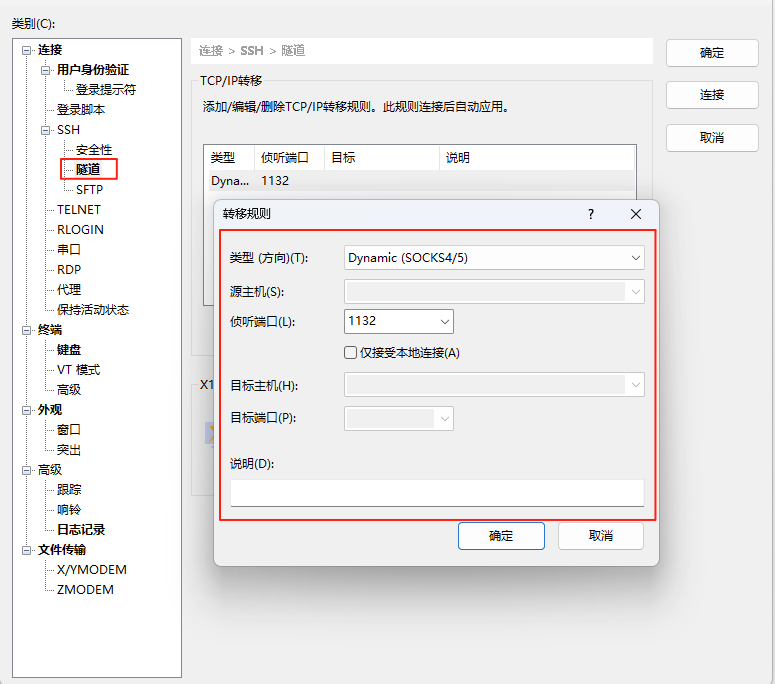 类别(C):
连接
用户身份验证
登录提示符
登录脚本
SSH
安全性
隧道
SFTP
TELNET
RLOGIN
串口
RDP
代理
保持活动状态
终端
键盘
VT 模式
高级
外观
窗口
突出
高级
跟踪
响铃
日志记录
文件传输
X/YMODEM
ZMODEM
连接 > SSH > 隧道
TCP/IP转移
添加/编辑/删除TCP/IP转移规则。此规则连接后自动应用。
类型 侦听端口 目标 说明
Dyna... 1132
X1
确定
连接
取消
转移规则 ?
类型 (方向)(T): Dynamic (SOCKS4/5)
源主机(S):
侦听端口(L): 1132
仅接受本地连接(A)
目标主机(H):
目标端口(P):
说明(D):
确定 取消